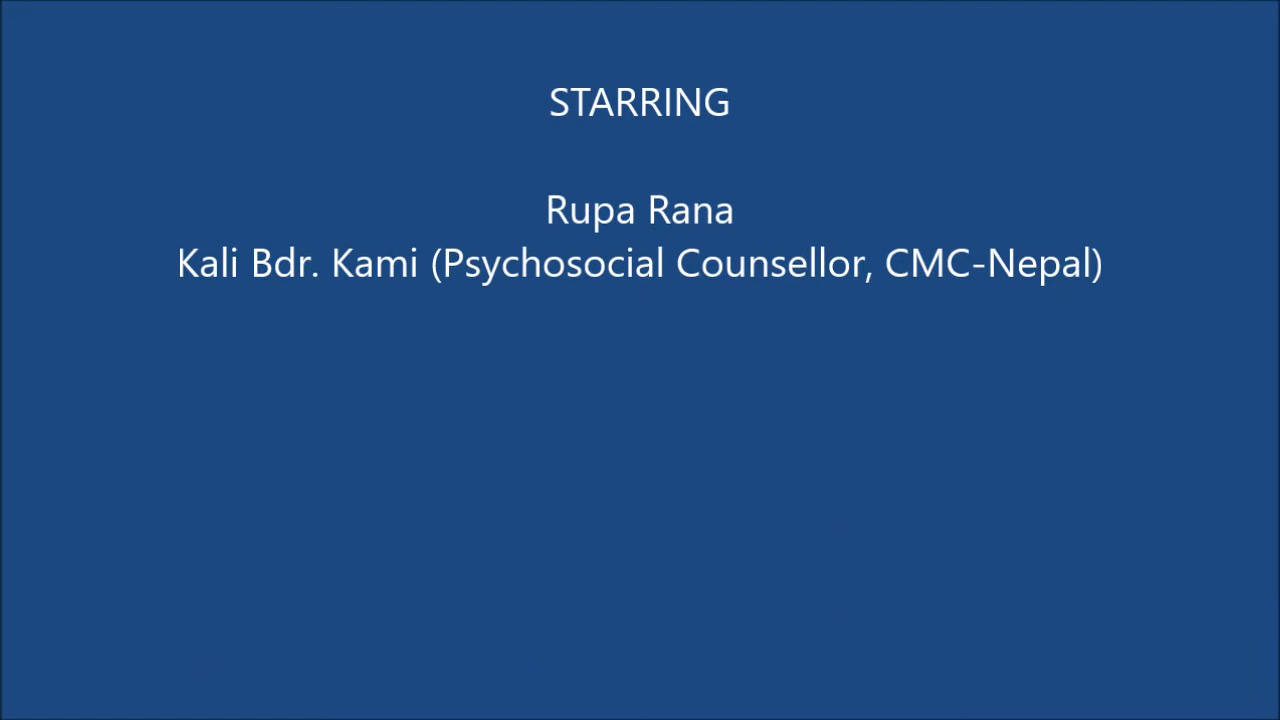 STARRING
Rupa Rana
Kali Bdr. Kami (Psychosocial Counsellor, CMC-Nepal)